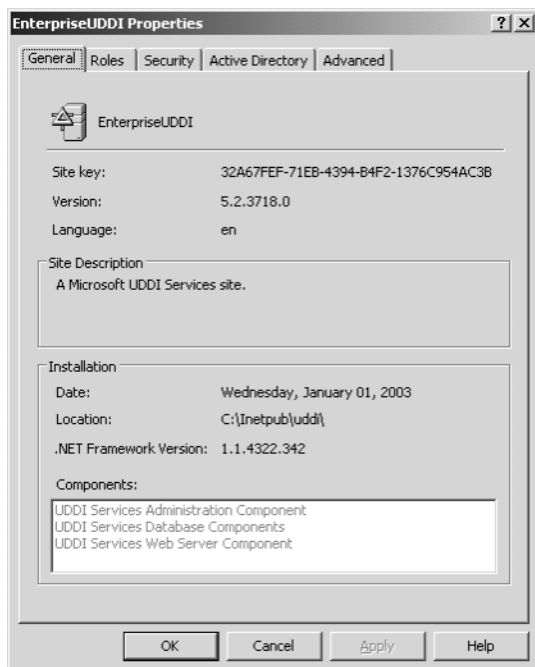 EnterpriseUDDI Properties
? ×
General Roles Security Active Directory Advanced
EnterpriseUDDI
Site key: 32A67FEF-71EB-4394-B4F2-1376C954AC3B
Version: 5.2.3718.0
Language: en
Site Description
A Microsoft UDDI Services site.
Installation
Date: Wednesday, January 01, 2003
Location: C:\Inetpub\uddi\
.NET Framework Version: 1.1.4322.342
Components:
UDDI Services Administration Component
UDDI Services Database Components
UDDI Services Web Server Component
OK Cancel Apply Help